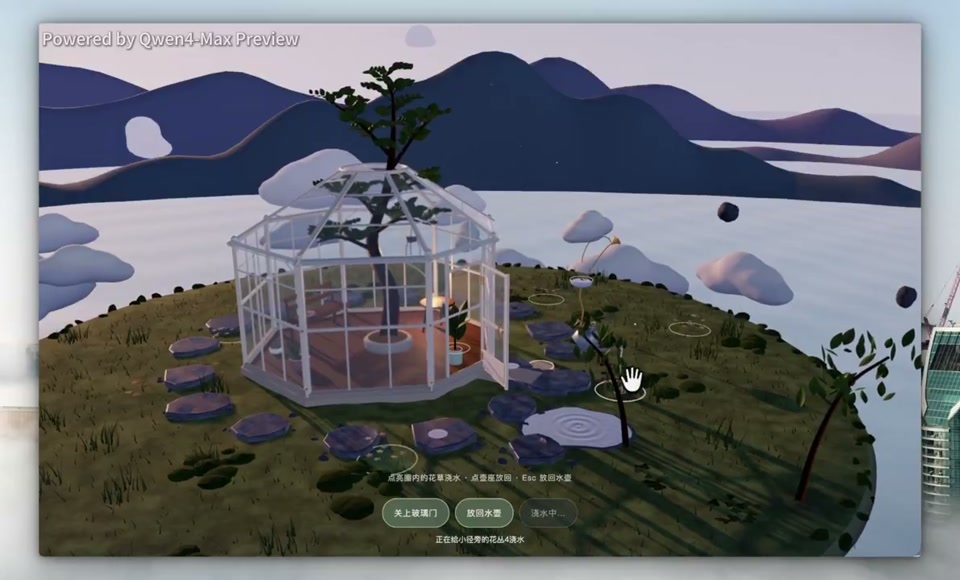 Powered by Qwen4-Max Preview
点亮圈内的花草浇水 · 点壶座放回 · Esc 放回水壶
关上玻璃门
放回水壶
浇水中...
正在给小径旁的花丛4浇水